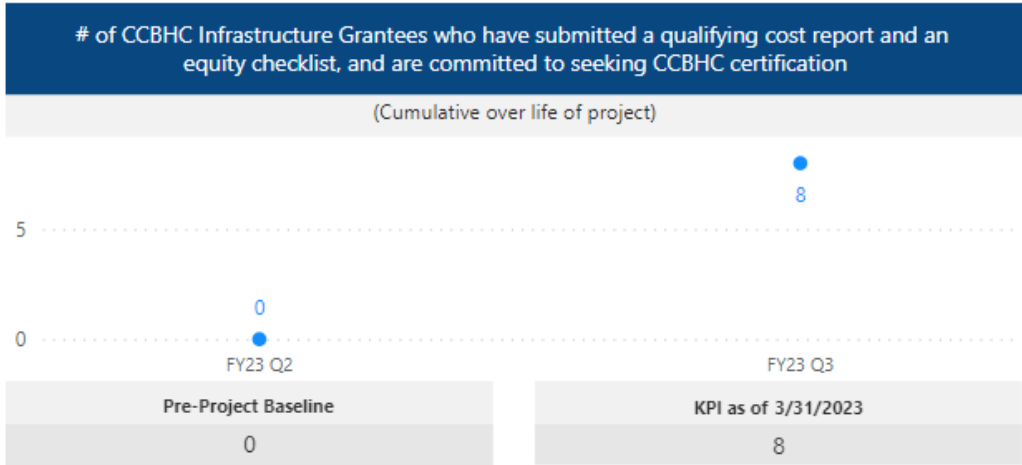 # of CCBHC Infrastructure Grantees who have submitted a qualifying cost report and an
equity checklist, and are committed to seeking CCBHC certification
(Cumulative over life of project)
8
5
0
0
FY23 Q2 FY23 Q3
Pre-Project Baseline KPI as of 3/31/2023
0 8